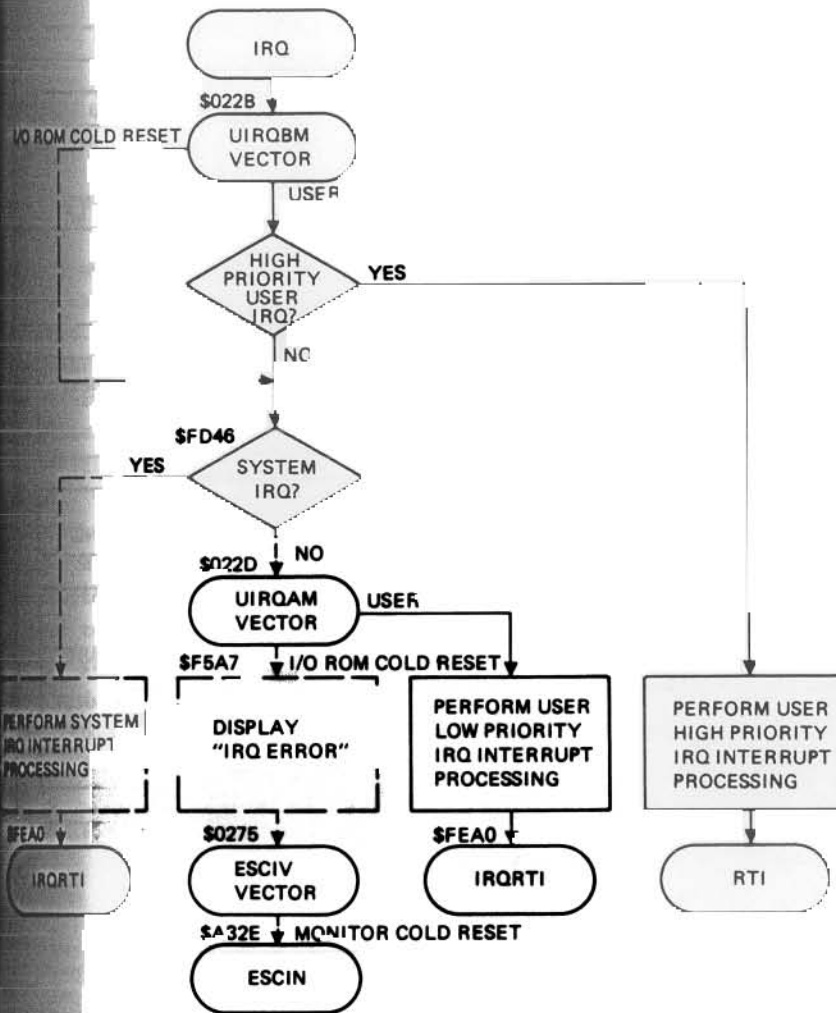 IRQ
$022B
I/O ROM COLD RESET
UIRQBM
VECTOR
USER
HIGH
PRIORITY
USER
IRQ?
YES
NO
$FD46
YES
SYSTEM
IRQ?
NO
$022D
UIRQAM
VECTOR
USER
$F5A7
I/O ROM COLD RESET
PERFORM SYSTEM
IRQ INTERRUPT
PROCESSING
DISPLAY
"IRQ ERROR"
PERFORM USER
LOW PRIORITY
IRQ INTERRUPT
PROCESSING
PERFORM USER
HIGH PRIORITY
IRQ INTERRUPT
PROCESSING
$FEA0
$0275
$FEA0
IRQRTI
ESCIV
VECTOR
IRQRTI
RTI
$A32E
MONITOR COLD RESET
ESCIN